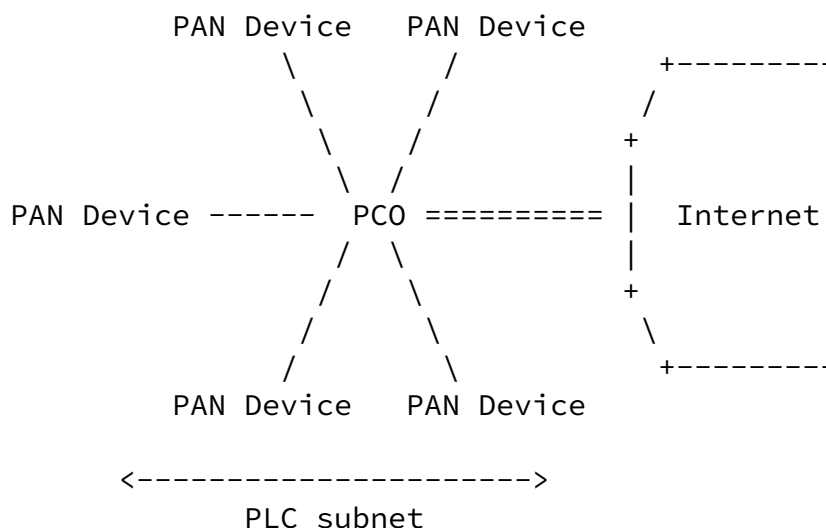 PAN Device   PAN Device
PAN Device ------ PCO ========== | Internet
PAN Device   PAN Device
<---------------------->
PLC subnet